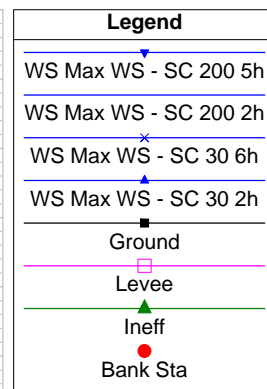 Legend
WS Max WS - SC 200 5h
WS Max WS - SC 200 2h
WS Max WS - SC 30 6h
WS Max WS - SC 30 2h
Ground
Levee
Ineff
Bank Sta